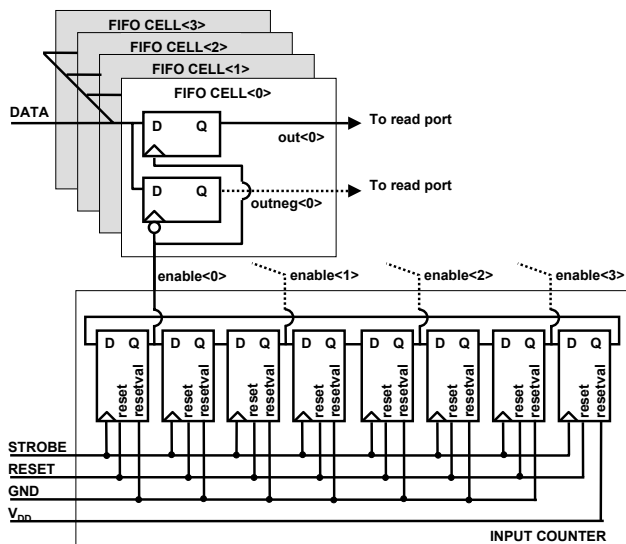 FIFO CELL<3>
FIFO CELL<2>
FIFO CELL<1>
FIFO CELL<0>
DATA
D Q
To read port
out<0>
D Q
To read port
outneg<0>
enable<0> enable<1> enable<2> enable<3>
D Q D Q D Q D Q D Q D Q D Q D Q
reset resetval reset resetval reset resetval reset resetval reset resetval reset resetval reset resetval reset resetval
STROBE
RESET
GND
VDD
INPUT COUNTER